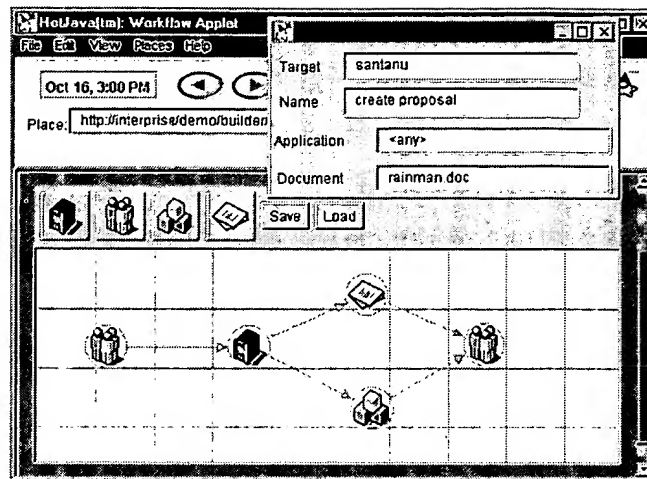 HotJava[tm]: Workflow Applet
File Edit View Places Help
Oct 16, 3:00 PM
Place: http://interprise/demo/builder/
Target santanu
Name create proposal
Application <any>
Document rainman.doc
Save Load